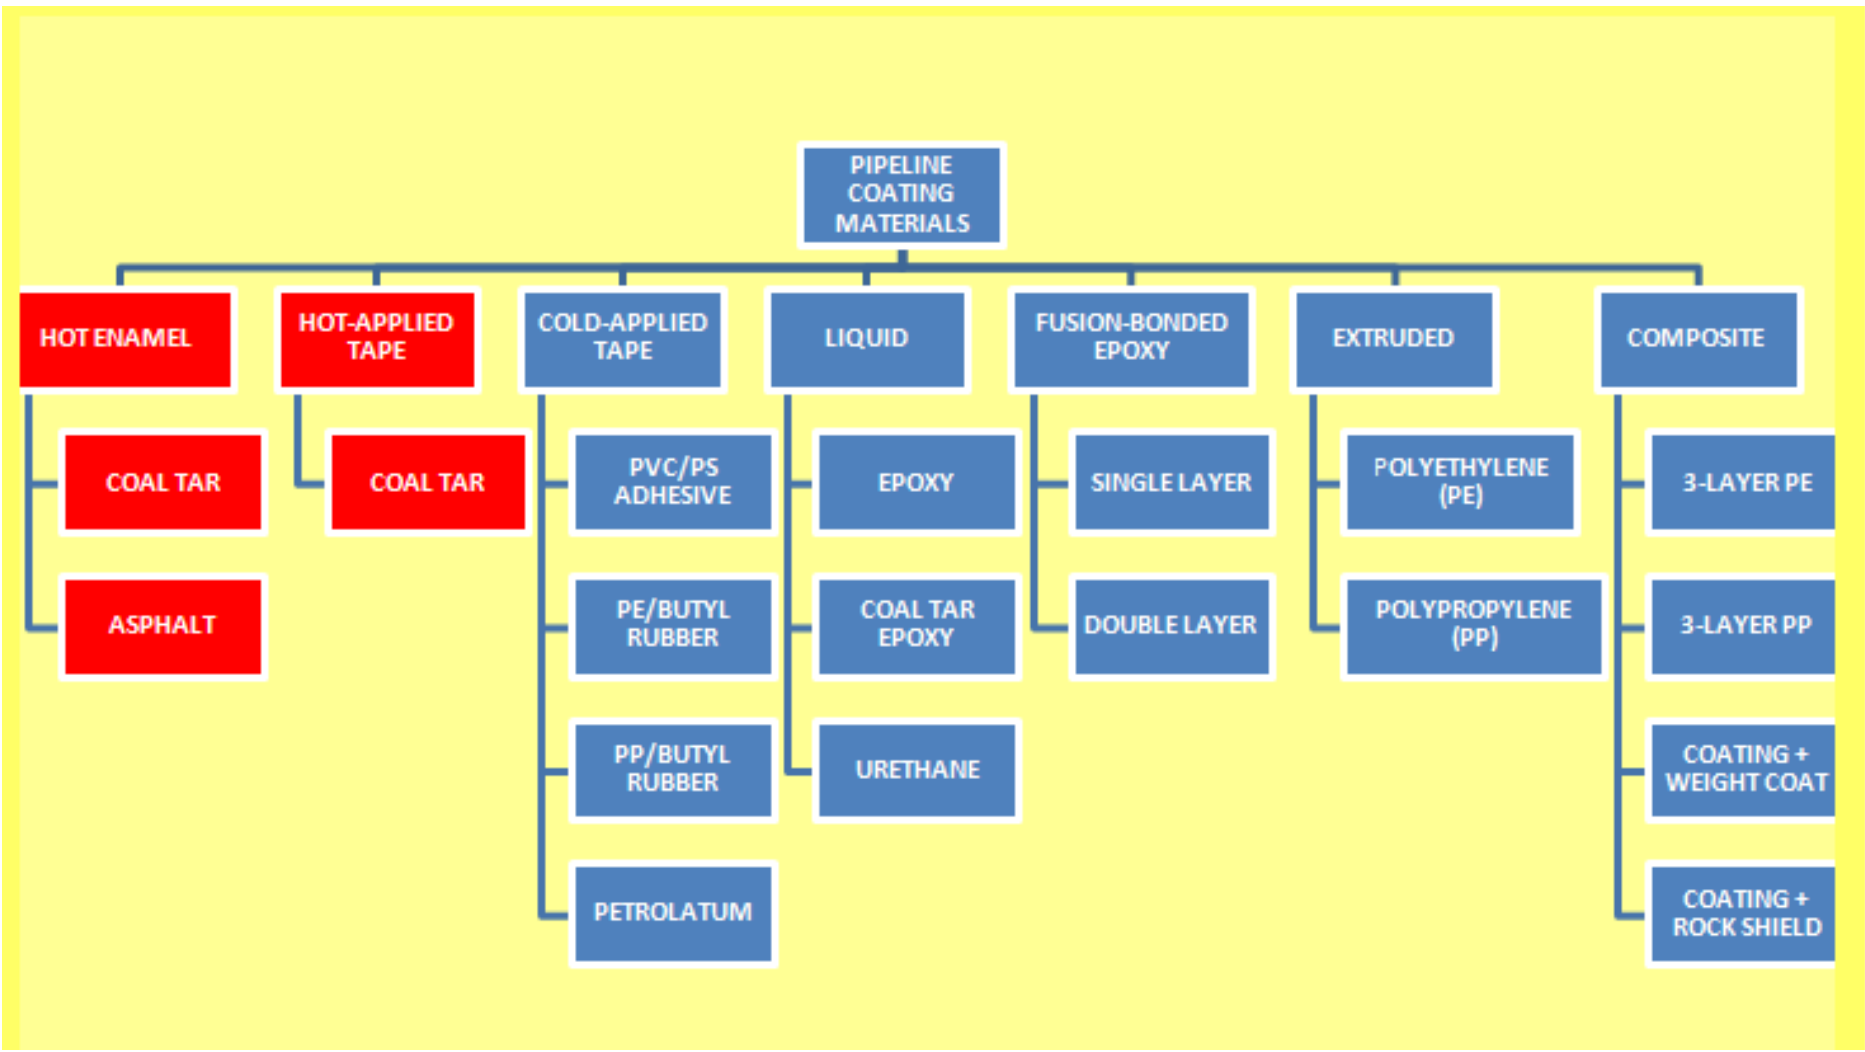 PIPELINE
COATING
MATERIALS
HOT ENAMEL
HOT-APPLIED
TAPE
COLD-APPLIED
TAPE
LIQUID
FUSION-BONDED
EPOXY
EXTRUDED
COMPOSITE
COAL TAR
COAL TAR
PVC/PS
ADHESIVE
EPOXY
SINGLE LAYER
POLYETHYLENE
(PE)
3-LAYER PE
ASPHALT
PE/BUTYL
RUBBER
COAL TAR
EPOXY
DOUBLE LAYER
POLYPROPYLENE
(PP)
3-LAYER PP
PP/BUTYL
RUBBER
URETHANE
COATING +
WEIGHT COAT
PETROLATUM
COATING +
ROCK SHIELD